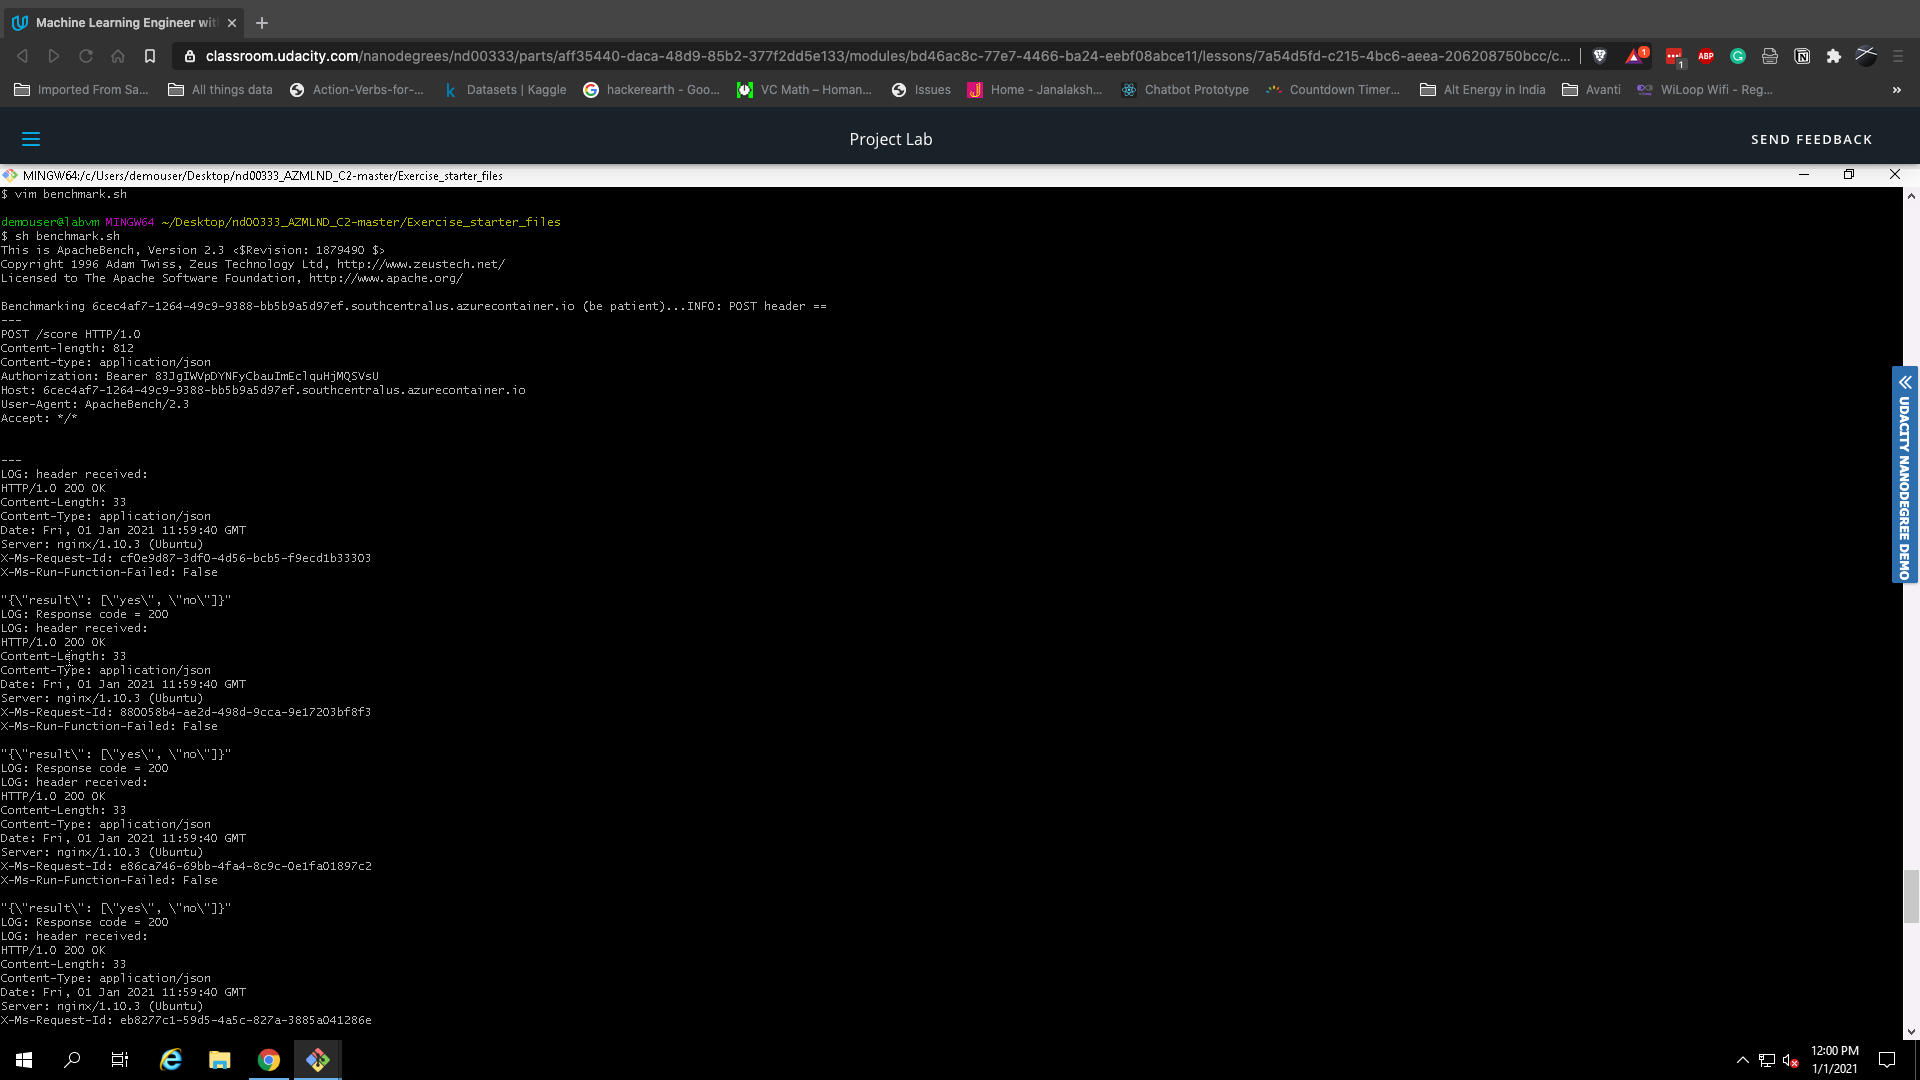 Machine Learning Engineer wit
classroom.udacity.com/nanodegrees/nd00333/parts/aff35440-daca-48d9-85b2-377f2dd5e133/modules/bd46ac8c-77e7-4466-ba24-eebf08abce11/lessons/7a54d5fd-c215-4bc6-aeea-206208750bcc/c...
1
1
ABP
Imported From Sa...
All things data
Action-Verbs-for-...
Datasets | Kaggle
hackerearth - Goo...
VC Math – Homan...
Issues
Home - Janalaksh...
Chatbot Prototype
Countdown Timer...
Alt Energy in India
Avanti
WiLoop Wifi - Reg...
»
Project Lab
SEND FEEDBACK
MINGW64:/c/Users/demouser/Desktop/nd00333_AZMLND_C2-master/Exercise_starter_files
$ vim benchmark.sh
demouser@labvm MINGW64 ~/Desktop/nd00333_AZMLND_C2-master/Exercise_starter_files
$ sh benchmark.sh
This is ApacheBench, Version 2.3 <$Revision: 1879490 $>
Copyright 1996 Adam Twiss, Zeus Technology Ltd, http://www.zeustech.net/
Licensed to The Apache Software Foundation, http://www.apache.org/
Benchmarking 6cec4af7-1264-49c9-9388-bb5b9a5d97ef.southcentralus.azurecontainer.io (be patient)...INFO: POST header ==
---
POST /score HTTP/1.0
Content-length: 812
Content-type: application/json
Authorization: Bearer 83JgIWVpDYNFyCbauImEclquHjMQSVsU
Host: 6cec4af7-1264-49c9-9388-bb5b9a5d97ef.southcentralus.azurecontainer.io
User-Agent: ApacheBench/2.3
Accept: */*
---
LOG: header received:
HTTP/1.0 200 OK
Content-Length: 33
Content-Type: application/json
Date: Fri, 01 Jan 2021 11:59:40 GMT
Server: nginx/1.10.3 (Ubuntu)
X-Ms-Request-Id: cf0e9d87-3df0-4d56-bcb5-f9ecd1b33303
X-Ms-Run-Function-Failed: False
"{\"result\": [\"yes\", \"no\"]}"
LOG: Response code = 200
LOG: header received:
HTTP/1.0 200 OK
Content-Length: 33
Content-Type: application/json
Date: Fri, 01 Jan 2021 11:59:40 GMT
Server: nginx/1.10.3 (Ubuntu)
X-Ms-Request-Id: 880058b4-ae2d-498d-9cca-9e17203bf8f3
X-Ms-Run-Function-Failed: False
"{\"result\": [\"yes\", \"no\"]}"
LOG: Response code = 200
LOG: header received:
HTTP/1.0 200 OK
Content-Length: 33
Content-Type: application/json
Date: Fri, 01 Jan 2021 11:59:40 GMT
Server: nginx/1.10.3 (Ubuntu)
X-Ms-Request-Id: e86ca746-69bb-4fa4-8c9c-0e1fa01897c2
X-Ms-Run-Function-Failed: False
"{\"result\": [\"yes\", \"no\"]}"
LOG: Response code = 200
LOG: header received:
HTTP/1.0 200 OK
Content-Length: 33
Content-Type: application/json
Date: Fri, 01 Jan 2021 11:59:40 GMT
Server: nginx/1.10.3 (Ubuntu)
X-Ms-Request-Id: eb8277c1-59d5-4a5c-827a-3885a041286e
UDACITY NANODEGREE DEMO
12:00 PM
1/1/2021